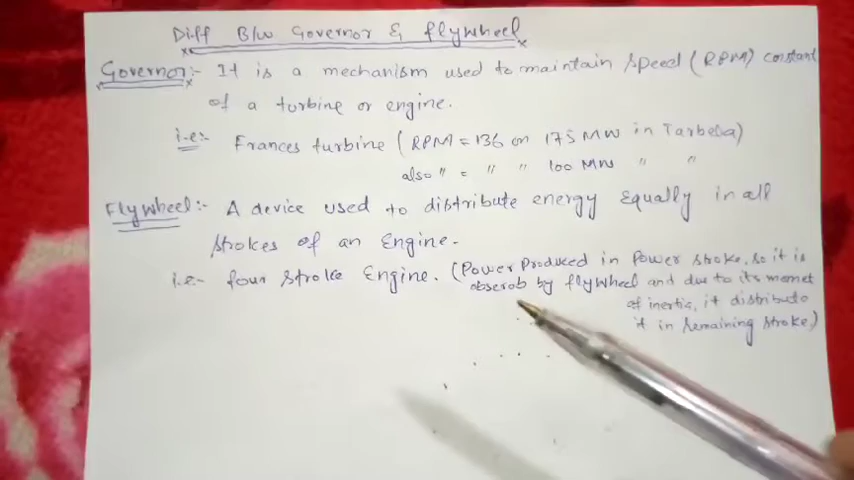 Diff B/w Governor & flywheel
Governor:- It is a mechanism used to maintain speed (RPM) constant
of a turbine or engine.
i.e:- Frances turbine (RPM = 136 on 175 MW in Tarbela)
also " = " " 100 MW " "
Flywheel:- A device used to distribute energy Equally in all
strokes of an Engine.
i.e- four stroke Engine. (Power Produced in power stroke, so it is
obserob by flywheel and due to its momet
of inertia, it distribute
it in remaining stroke)